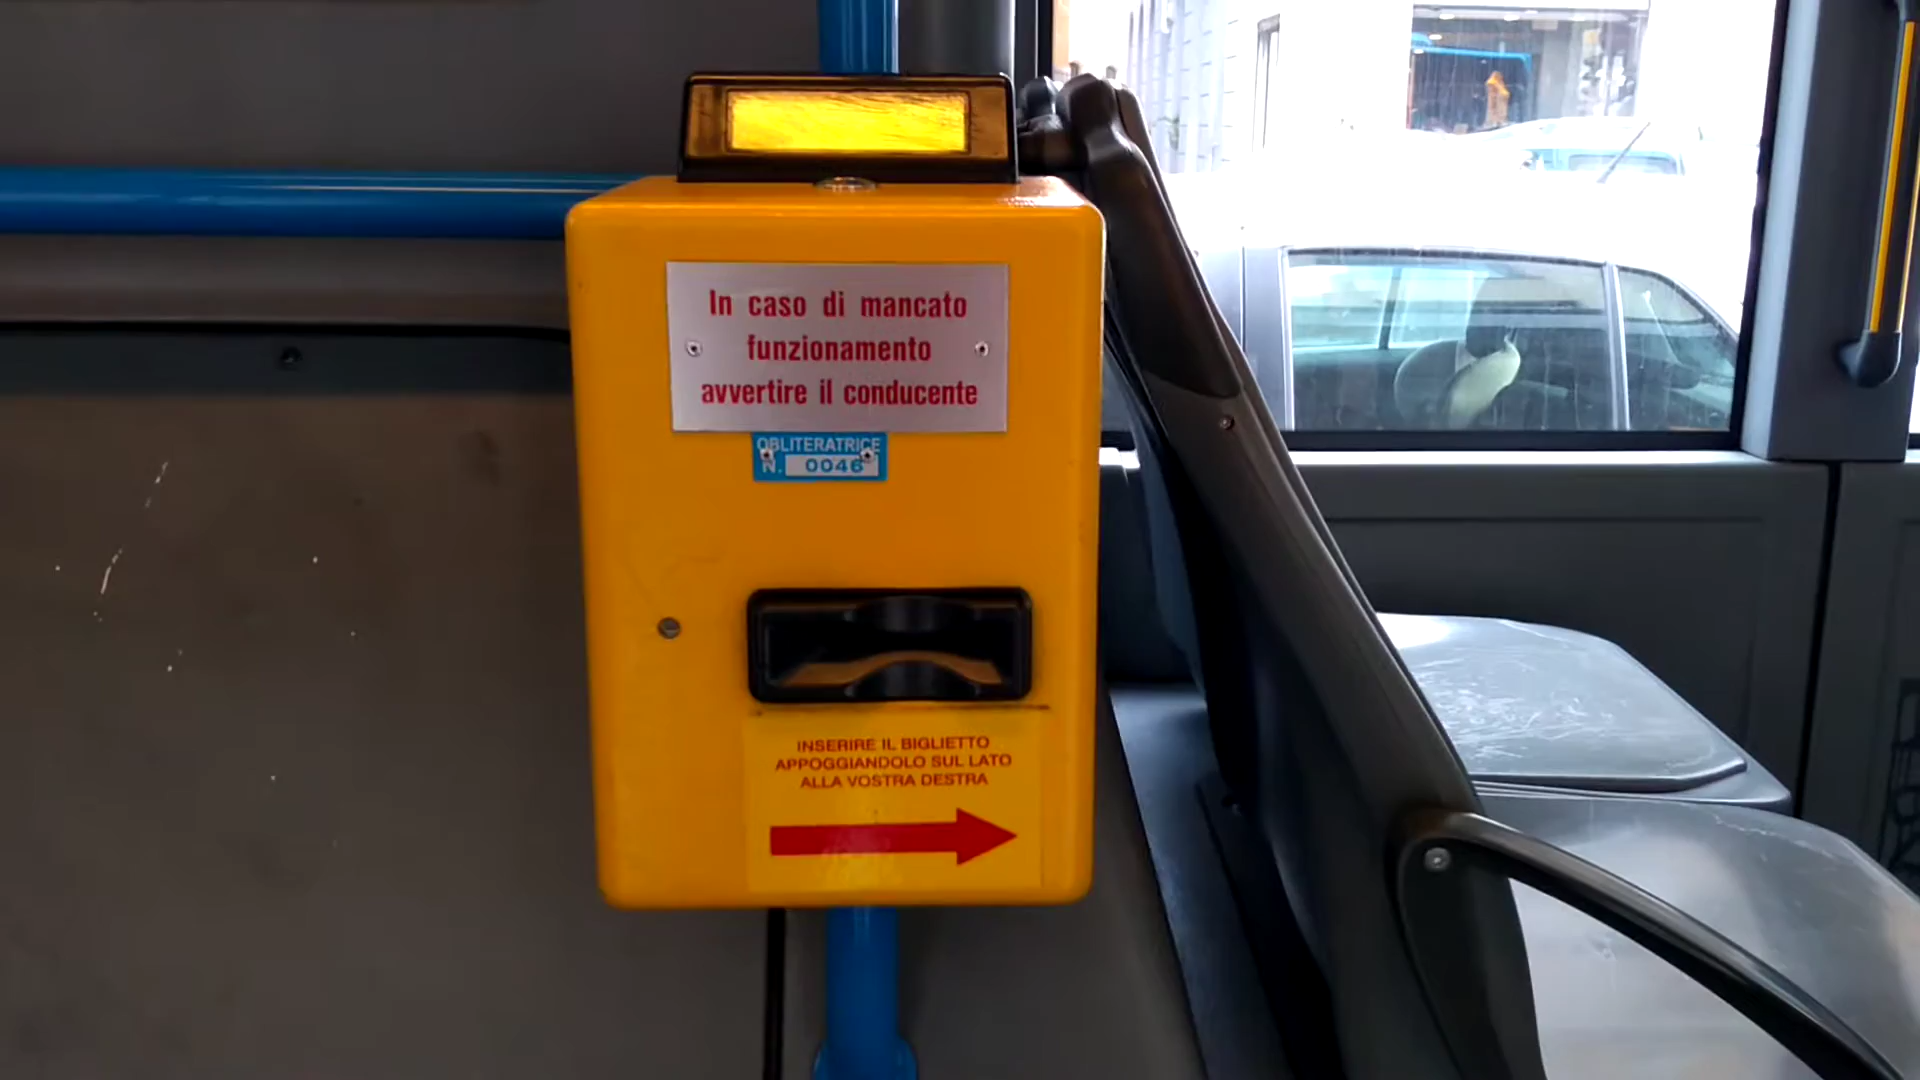 In caso di mancato
funzionamento
avvertire il conducente
OBLITERATRICE
N. 0046
INSERIRE IL BIGLIETTO
APPOGGIANDOLO SUL LATO
ALLA VOSTRA DESTRA